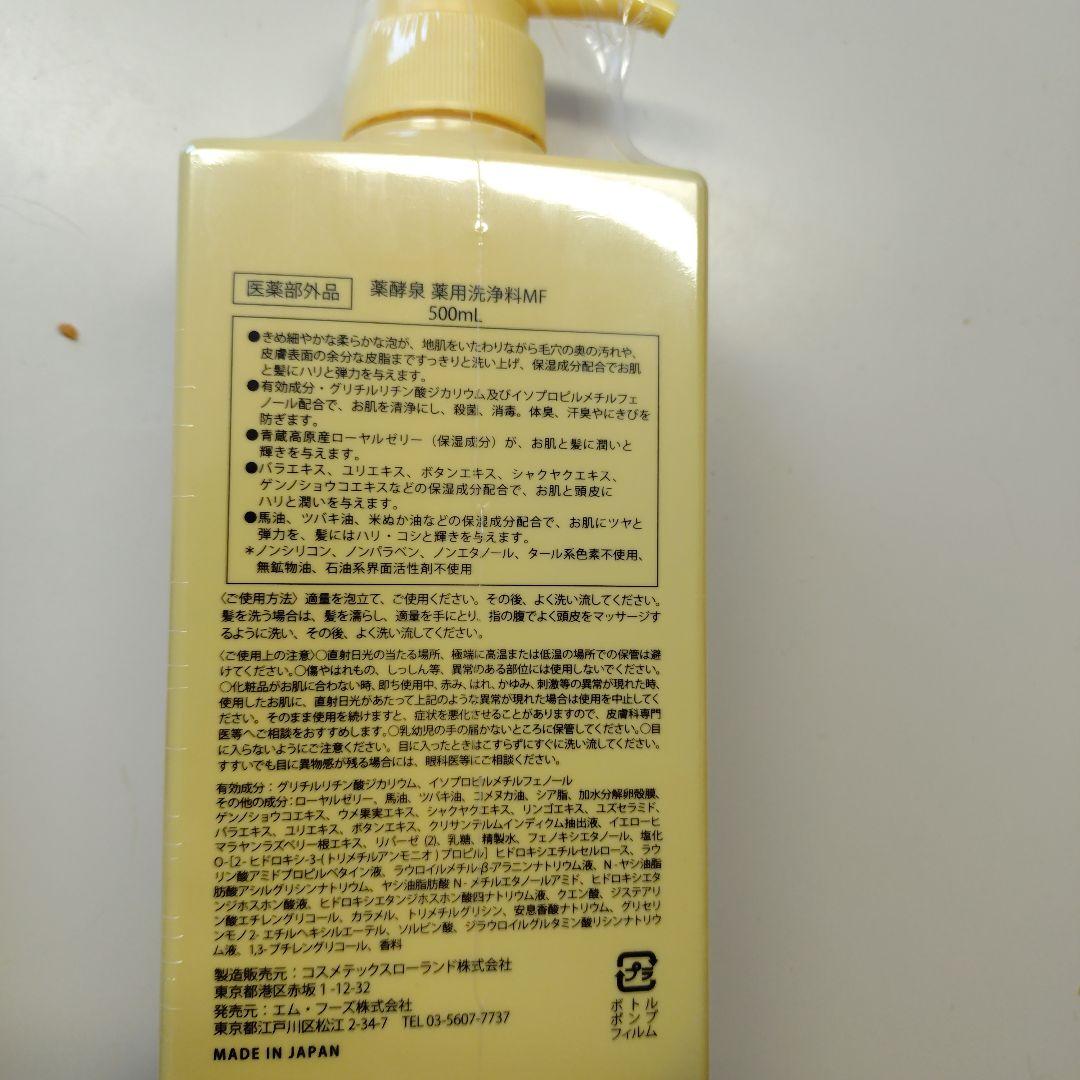 医薬部外品 薬酵泉 薬用洗浄料MF
500mL
●きめ細やかな柔らかな泡が、地肌をいたわりながら毛穴の奥の汚れや、
皮膚表面の余分な皮脂まですっきりと洗い上げ、保湿成分配合でお肌
と髪にハリと弾力を与えます。
●有効成分・グリチルリチン酸ジカリウム及びイソプロピルメチルフェ
ノール配合で、お肌を清浄にし、殺菌、消毒。体臭、汗臭やにきびを
防ぎます。
●青蔵高原産ローヤルゼリー（保湿成分）が、お肌と髪に潤いと
輝きを与えます。
●バラエキス、ユリエキス、ボタンエキス、シャクヤクエキス、
ゲンノショウコエキスなどの保湿成分配合で、お肌と頭皮に
ハリと潤いを与えます。
●馬油、ツバキ油、米ぬか油などの保湿成分配合で、お肌にツヤと
弾力を、髪にはハリ・コシと輝きを与えます。
＊ノンシリコン、ノンパラベン、ノンエタノール、タール系色素不使用、
無鉱物油、石油系界面活性剤不使用
〈ご使用方法〉適量を泡立て、ご使用ください。その後、よく洗い流してください。
髪を洗う場合は、髪を濡らし、適量を手にとり、指の腹でよく頭皮をマッサージす
るように洗い、その後、よく洗い流してください。
〈ご使用上の注意〉○直射日光の当たる場所、極端に高温または低温の場所での保管は避
けてください。○傷やはれもの、しっしん等、異常のある部位には使用しないでください。
○化粧品がお肌に合わない時、即ち使用中、赤み、はれ、かゆみ、刺激等の異常が現れた時、
使用したお肌に、直射日光があたって上記のような異常が現れた場合は使用を中止してく
ださい。そのまま使用を続けますと、症状を悪化させることがありますので、皮膚科専門
医等へご相談をおすすめします。○乳幼児の手の届かないところに保管してください。○目
に入らないようにご注意ください。目に入ったときはこすらずにすぐに洗い流してください。
すすいでも目に異物感が残る場合には、眼科医等にご相談ください。
有効成分：グリチルリチン酸ジカリウム、イソプロピルメチルフェノール
その他の成分：ローヤルゼリー、馬油、ツバキ油、コメヌカ油、シア脂、加水分解卵殻膜、
ゲンノショウコエキス、ウメ果実エキス、シャクヤクエキス、リンゴエキス、ユズセラミド、
バラエキス、ユリエキス、ボタンエキス、クリサンテルムインディクム抽出液、イエローヒ
マラヤンラズベリー根エキス、リパーゼ(2)、乳糖、精製水、フェノキシエタノール、塩化
O-[2-ヒドロキシ-3-(トリメチルアンモニオ)プロピル]ヒドロキシエチルセルロース、ラウ
リン酸アミドプロピルベタイン液、ラウロイルメチル-β-アラニンナトリウム液、N-ヤシ油脂
肪酸アシルグリシンナトリウム、ヤシ油脂肪酸N-メチルエタノールアミド、ヒドロキシエタ
ンジホスホン酸液、ヒドロキシエタンジホスホン酸四ナトリウム液、クエン酸、ジステアリ
ン酸エチレングリコール、カラメル、トリメチルグリシン、安息香酸ナトリウム、グリセリ
ンモノ2-エチルヘキシルエーテル、ソルビン酸、ジラウロイルグルタミン酸リシンナトリウ
ム液、1,3-ブチレングリコール、香料
製造販売元：コスメテックスローランド株式会社
東京都港区赤坂1-12-32
発売元：エム・フーズ株式会社
東京都江戸川区松江2-34-7 TEL 03-5607-7737
MADE IN JAPAN
プラ
ボトル
ポンプ
フィルム